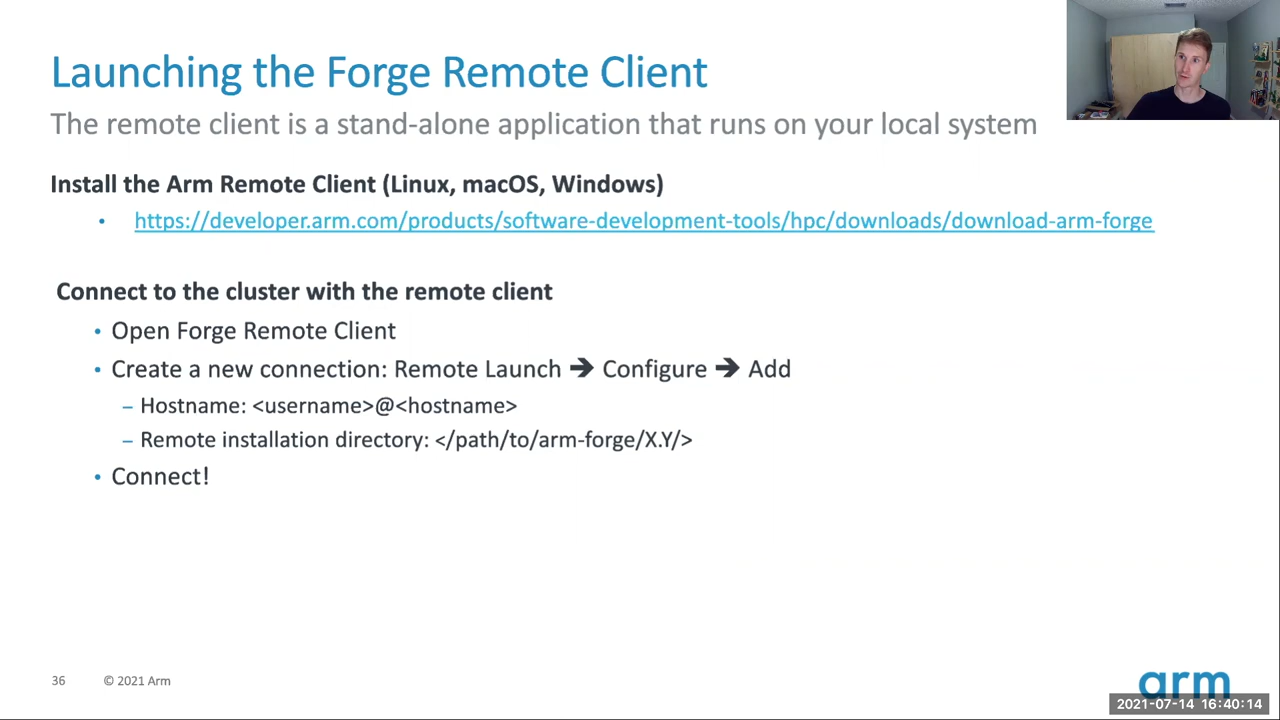 Launching the Forge Remote Client
The remote client is a stand-alone application that runs on your local system
Install the Arm Remote Client (Linux, macOS, Windows)
• https://developer.arm.com/products/software-development-tools/hpc/downloads/download-arm-forge
Connect to the cluster with the remote client
• Open Forge Remote Client
• Create a new connection: Remote Launch ➔ Configure ➔ Add
– Hostname: <username>@<hostname>
– Remote installation directory: </path/to/arm-forge/X.Y/>
• Connect!
36 © 2021 Arm
arm
2021-07-14 16:40:14